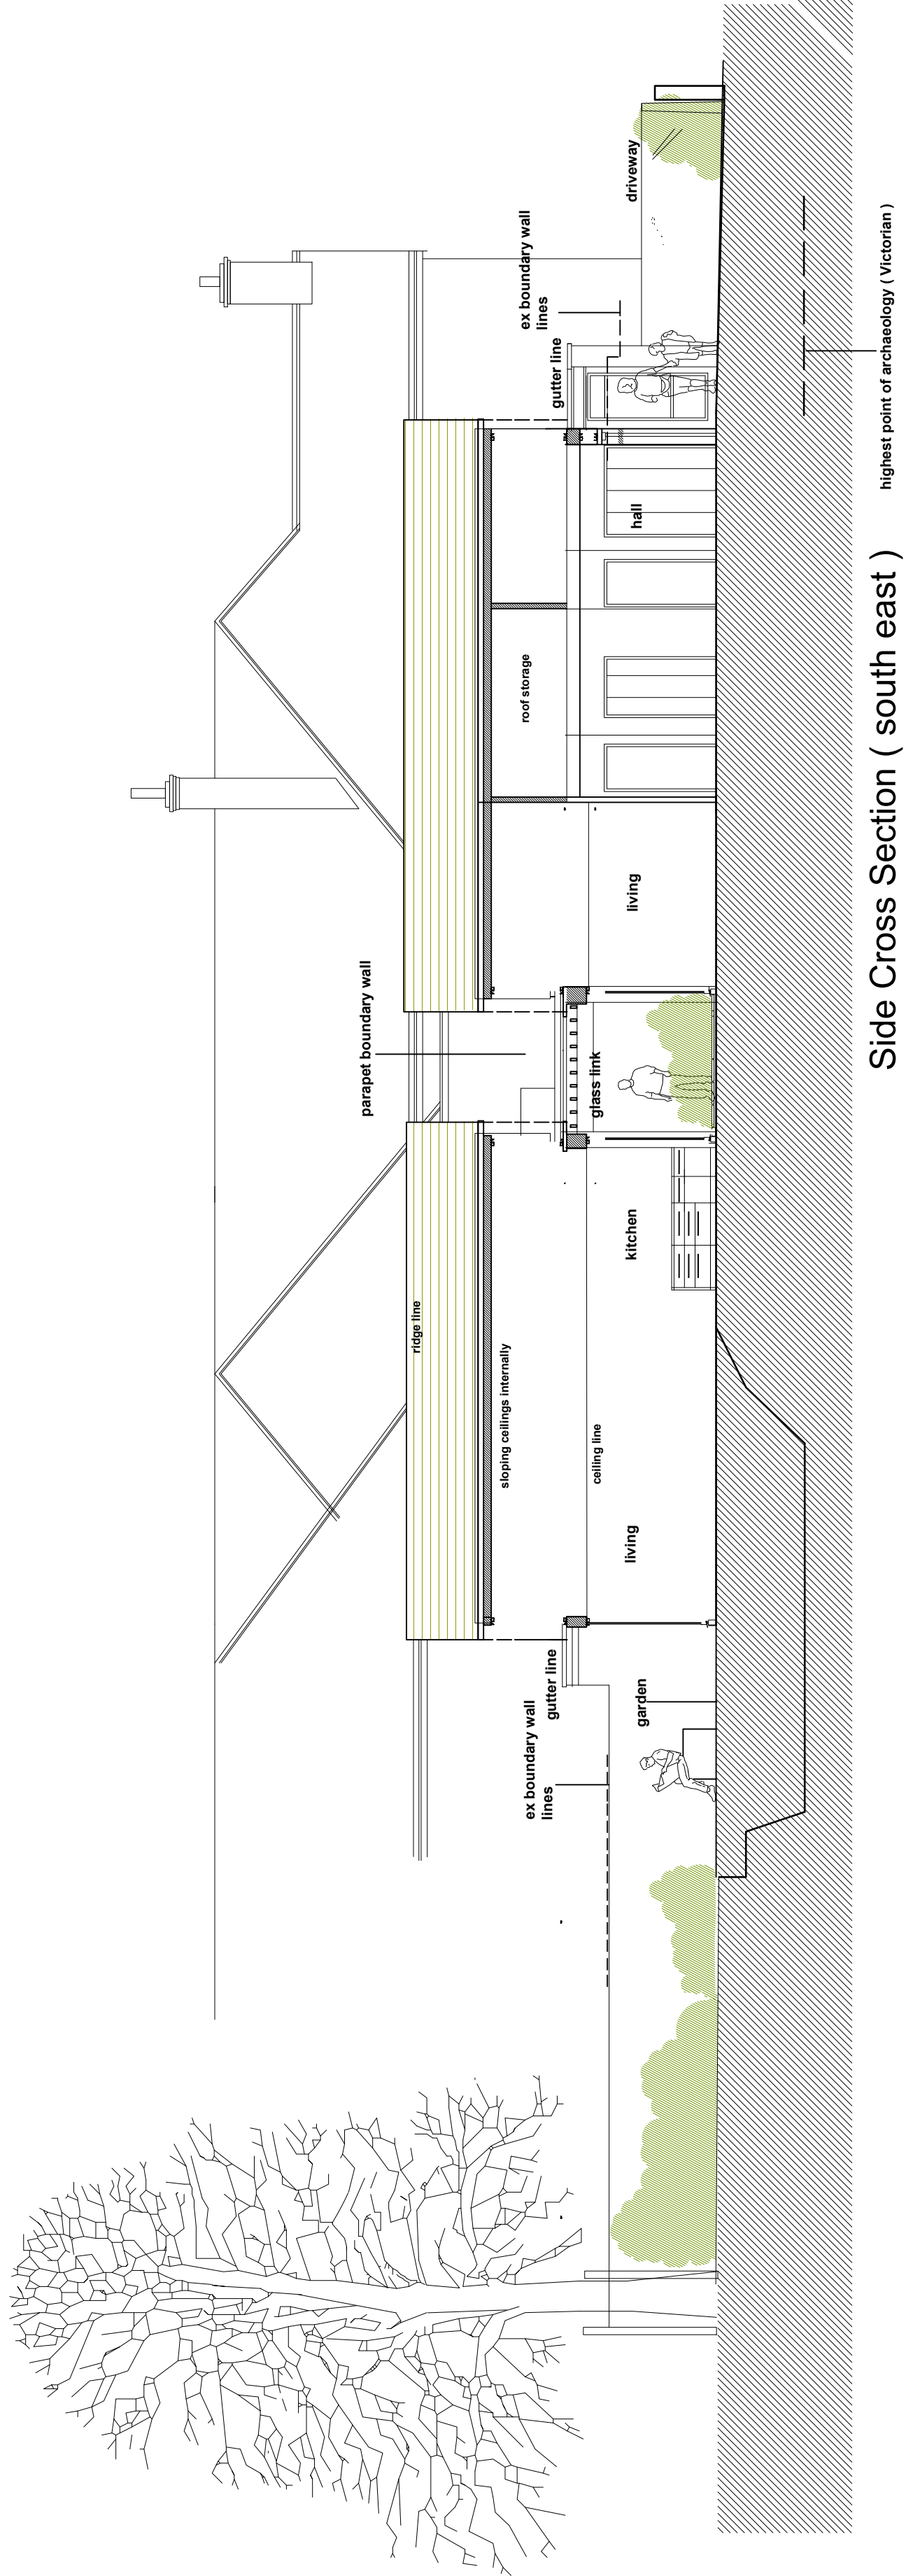 parapet boundary wall
ridge line
sloping ceilings internally
roof storage
ex boundary wall
lines
gutter line
ex boundary wall
lines
gutter line
ceiling line
glass link
garden
living
kitchen
living
hall
driveway
highest point of archaeology ( Victorian )
Side Cross Section ( south east )